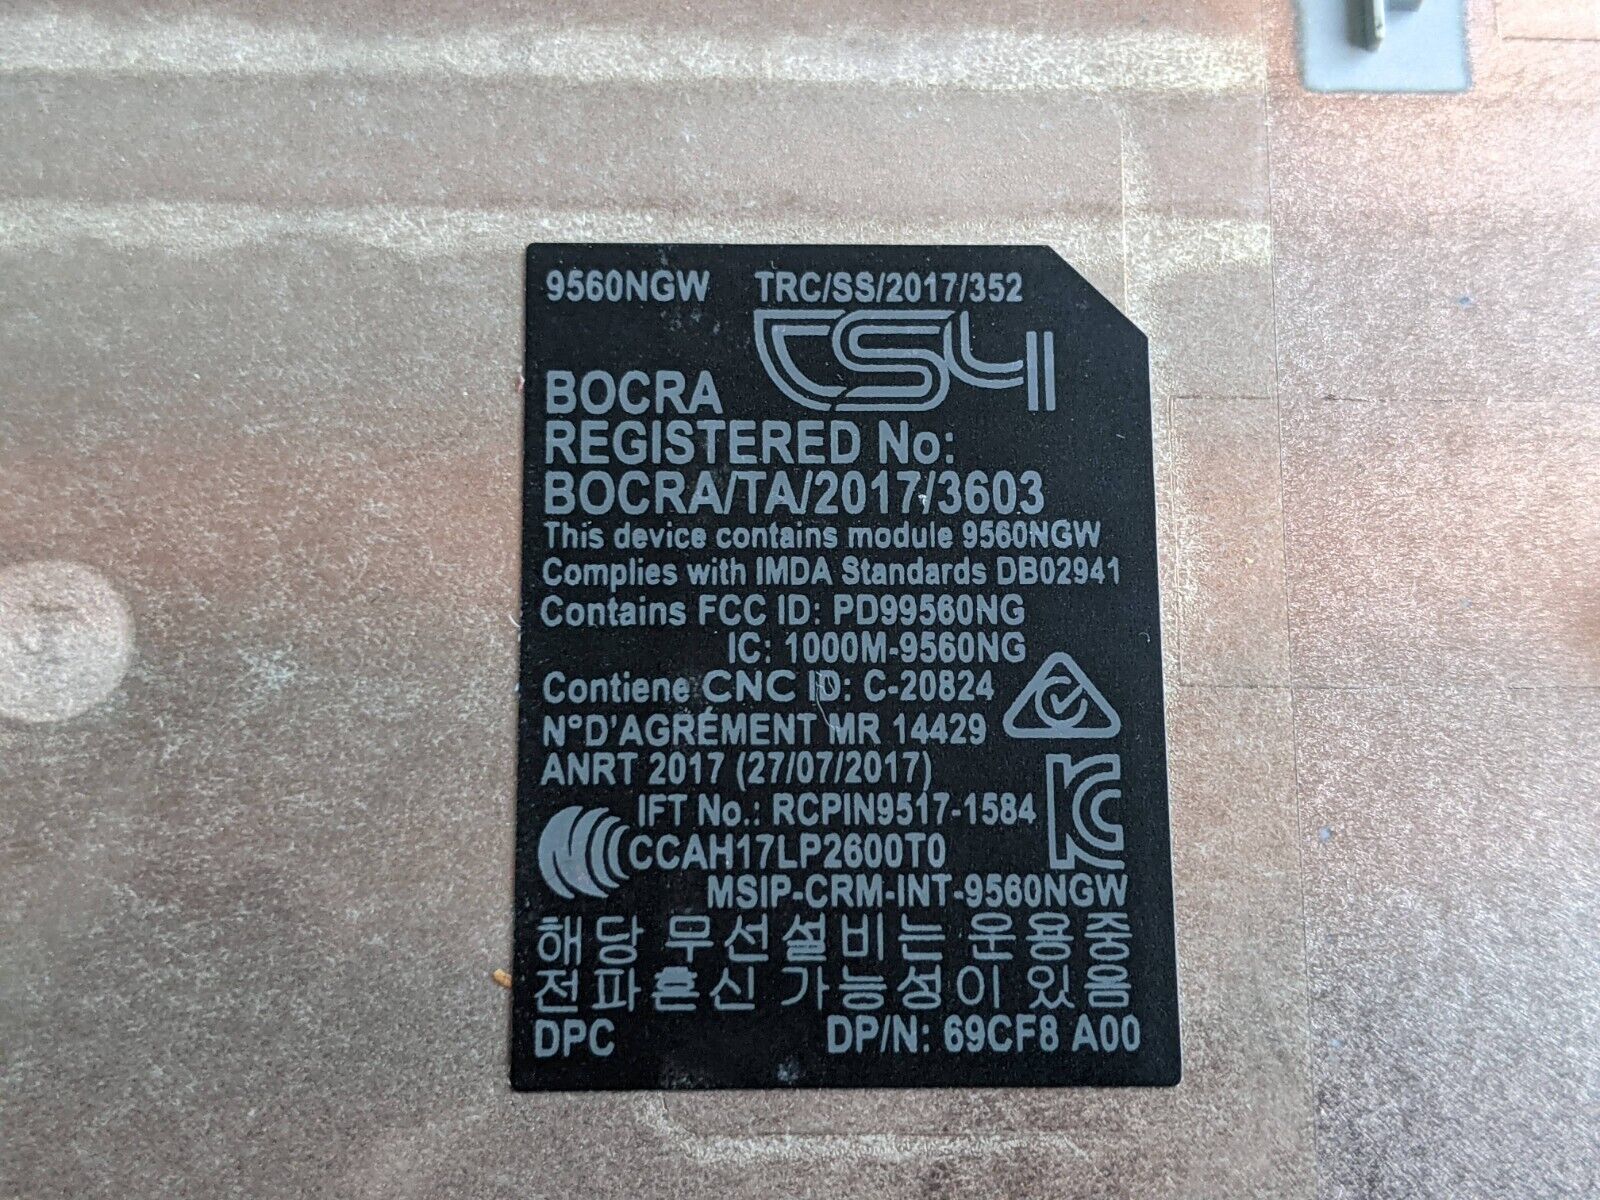 9560NGW TRC/SS/2017/352
BOCRA
REGISTERED No:
BOCRA/TA/2017/3603
This device contains module 9560NGW
Complies with IMDA Standards DB02941
Contains FCC ID: PD99560NG
IC: 1000M-9560NG
Contiene CNC ID: C-20824
N°D'AGRÉMENT MR 14429
ANRT 2017 (27/07/2017)
IFT No.: RCPIN9517-1584
CCAH17LP2600T0
MSIP-CRM-INT-9560NGW
해당 무선설비는 운용중
전파혼신 가능성이 있음
DPC DP/N: 69CF8 A00